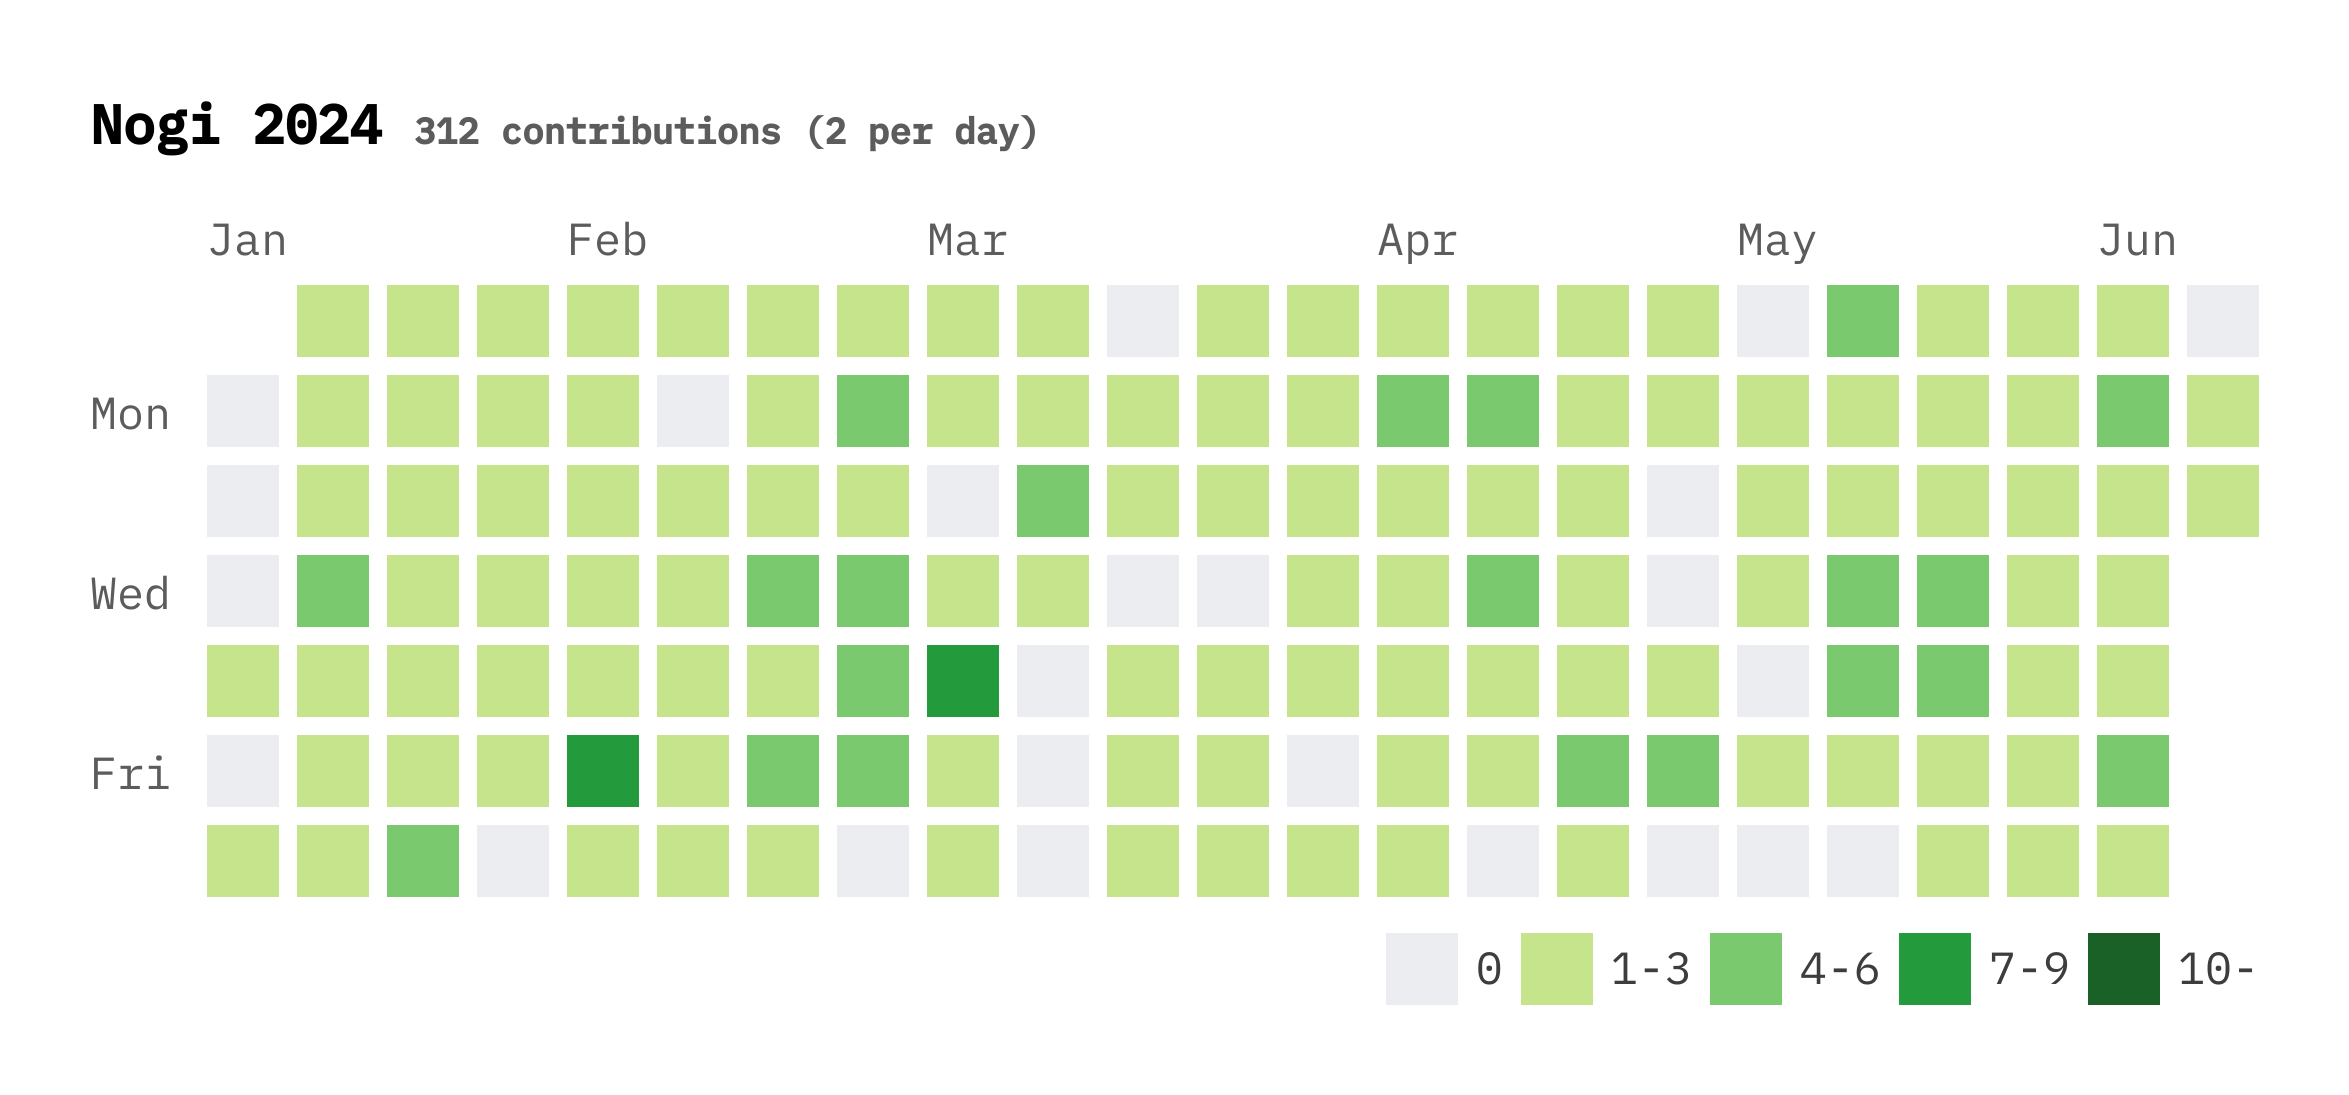 Nogi 2024 312 contributions (2 per day)
Jan Feb Mar Apr May Jun
Mon
Wed
Fri
0 1-3 4-6 7-9 10-